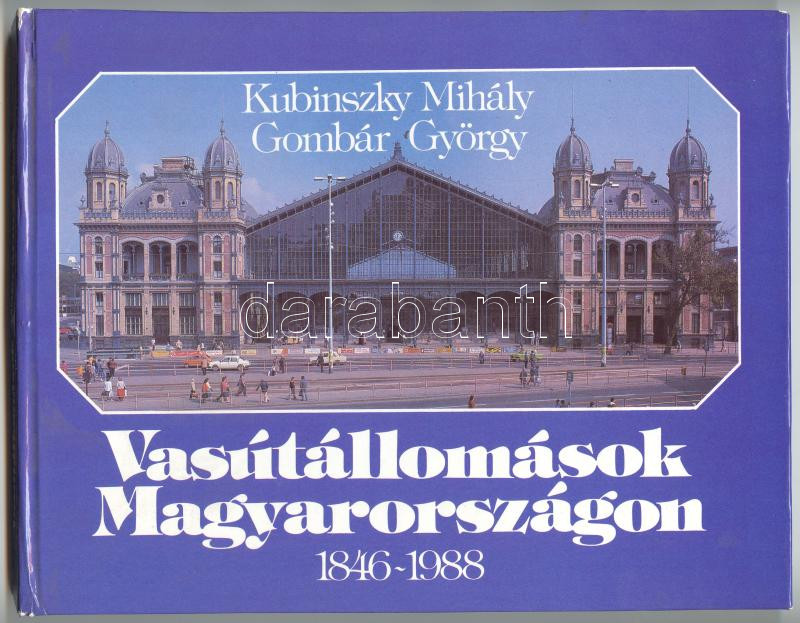 Kubinszky Mihály
Gombár György
darabanth
Vasútállomások
Magyarországon
1846~1988